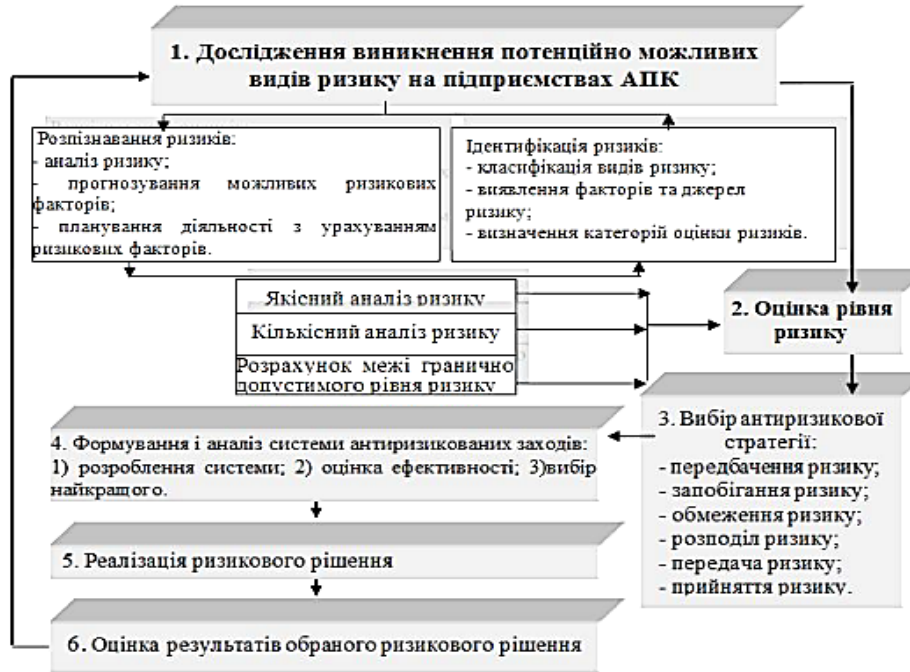 1. Дослідження виникнення потенційно можливих
видів ризику на підприємствах АПК
Розпізнавання ризиків:
- аналіз ризику;
- прогнозування можливих ризикових
факторів;
- планування діяльності з урахуванням
ризикових факторів.
Ідентифікація ризиків:
- класифікація видів ризику;
- виявлення факторів та джерел
ризику;
- визначення категорій оцінки ризиків.
Якісний аналіз ризику
Кількісний аналіз ризику
Розрахунок межі гранично
допустимого рівня ризику
2. Оцінка рівня
ризику
3. Вибір антиризикової
стратегії:
- передбачення ризику;
- запобігання ризику;
- обмеження ризику;
- розподіл ризику;
- передача ризику;
- прийняття ризику.
4. Формування і аналіз системи антиризикованих заходів:
1) розроблення системи; 2) оцінка ефективності; 3)вибір
найкращого.
5. Реалізація ризикового рішення
6. Оцінка результатів обраного ризикового рішення